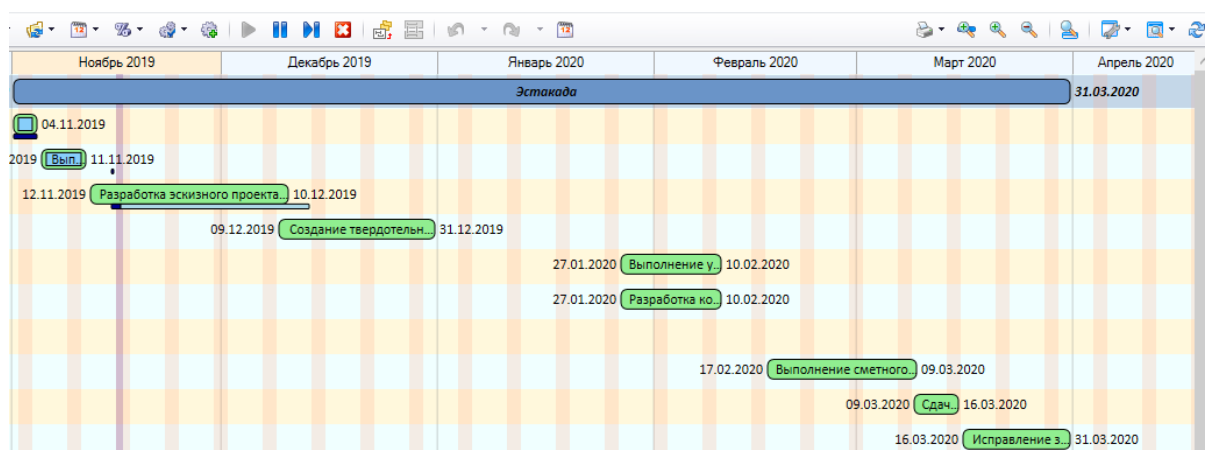 Ноябрь 2019 Декабрь 2019 Январь 2020 Февраль 2020 Март 2020 Апрель 2020
Эстакада 31.03.2020
04.11.2019
2019 Вып... 11.11.2019
12.11.2019 Разработка эскизного проекта... 10.12.2019
09.12.2019 Создание твердотельн... 31.12.2019
27.01.2020 Выполнение у... 10.02.2020
27.01.2020 Разработка ко... 10.02.2020
17.02.2020 Выполнение сметного... 09.03.2020
09.03.2020 Сдач... 16.03.2020
16.03.2020 Исправление з... 31.03.2020